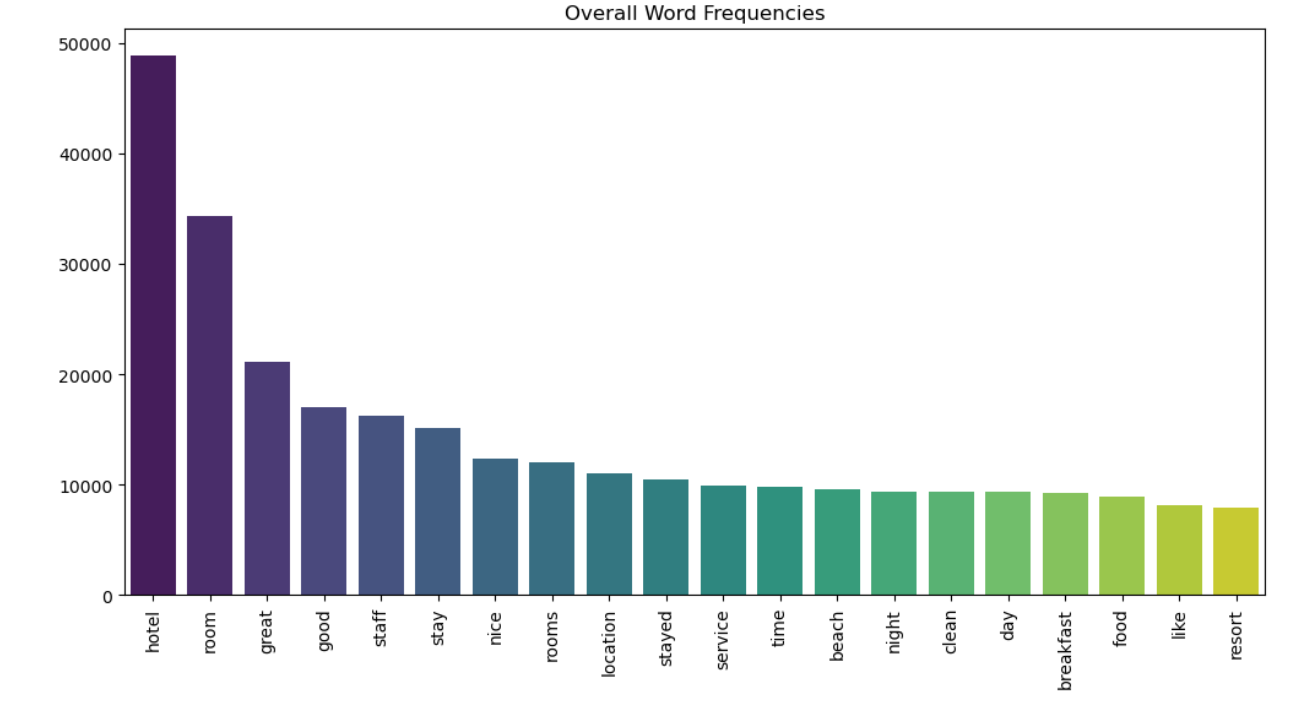 Overall Word Frequencies
50000
40000
30000
20000
10000
0
hotel
room
great
good
staff
stay
nice
rooms
location
stayed
service
time
beach
night
clean
day
breakfast
food
like
resort